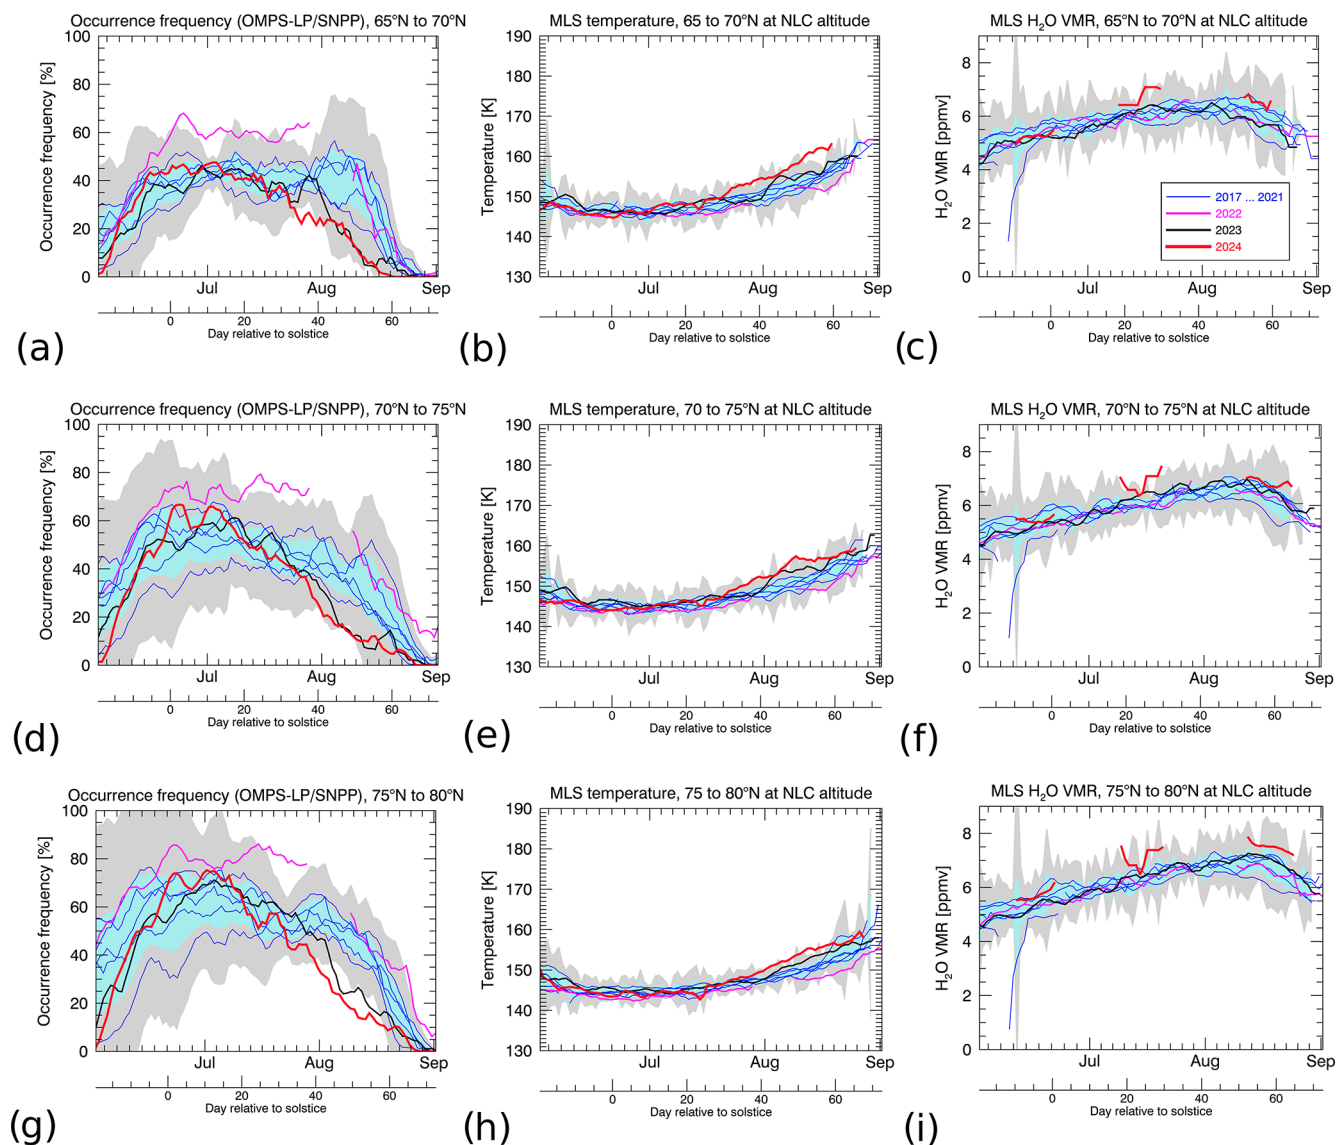 Occurrence frequency (OMPS-LP/SNPP), 65°N to 70°N
Occurrence frequency [%]
100
80
60
40
20
0
Jul
Aug
Sep
0
20
40
60
Day relative to solstice
(a)
MLS temperature, 65 to 70°N at NLC altitude
Temperature [K]
190
180
170
160
150
140
130
Jul
Aug
Sep
0
20
40
60
Day relative to solstice
(b)
MLS H₂O VMR, 65°N to 70°N at NLC altitude
H₂O VMR [ppmv]
8
6
4
2
0
2017 ... 2021
2022
2023
2024
Jul
Aug
Sep
0
20
40
60
Day relative to solstice
(c)
Occurrence frequency (OMPS-LP/SNPP), 70°N to 75°N
Occurrence frequency [%]
100
80
60
40
20
0
Jul
Aug
Sep
0
20
40
60
Day relative to solstice
(d)
MLS temperature, 70 to 75°N at NLC altitude
Temperature [K]
190
180
170
160
150
140
130
Jul
Aug
Sep
0
20
40
60
Day relative to solstice
(e)
MLS H₂O VMR, 70°N to 75°N at NLC altitude
H₂O VMR [ppmv]
8
6
4
2
0
Jul
Aug
Sep
0
20
40
60
Day relative to solstice
(f)
Occurrence frequency (OMPS-LP/SNPP), 75°N to 80°N
Occurrence frequency [%]
100
80
60
40
20
0
Jul
Aug
Sep
0
20
40
60
Day relative to solstice
(g)
MLS temperature, 75 to 80°N at NLC altitude
Temperature [K]
190
180
170
160
150
140
130
Jul
Aug
Sep
0
20
40
60
Day relative to solstice
(h)
MLS H₂O VMR, 75°N to 80°N at NLC altitude
H₂O VMR [ppmv]
8
6
4
2
0
Jul
Aug
Sep
0
20
40
60
Day relative to solstice
(i)